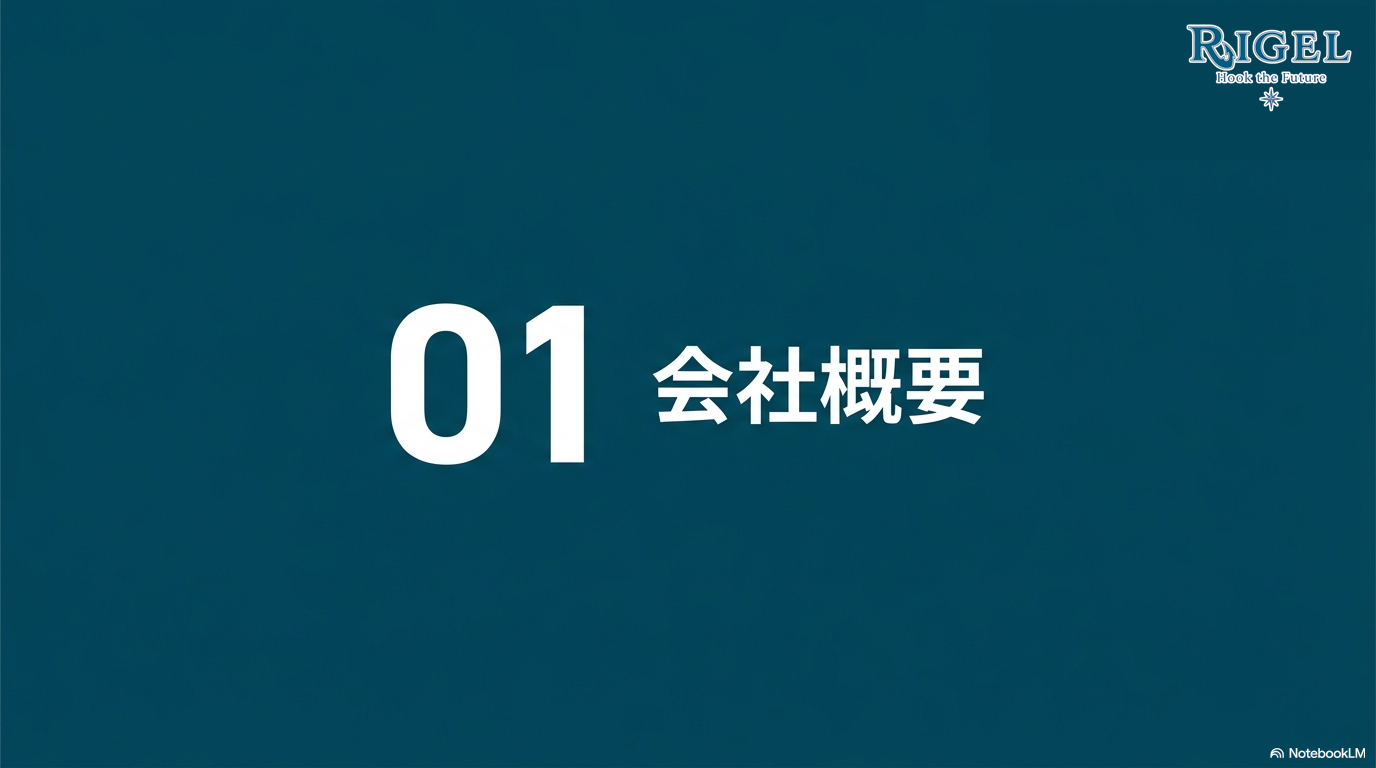 RIGEL
Hook the Future
01 会社概要
NotebookLM